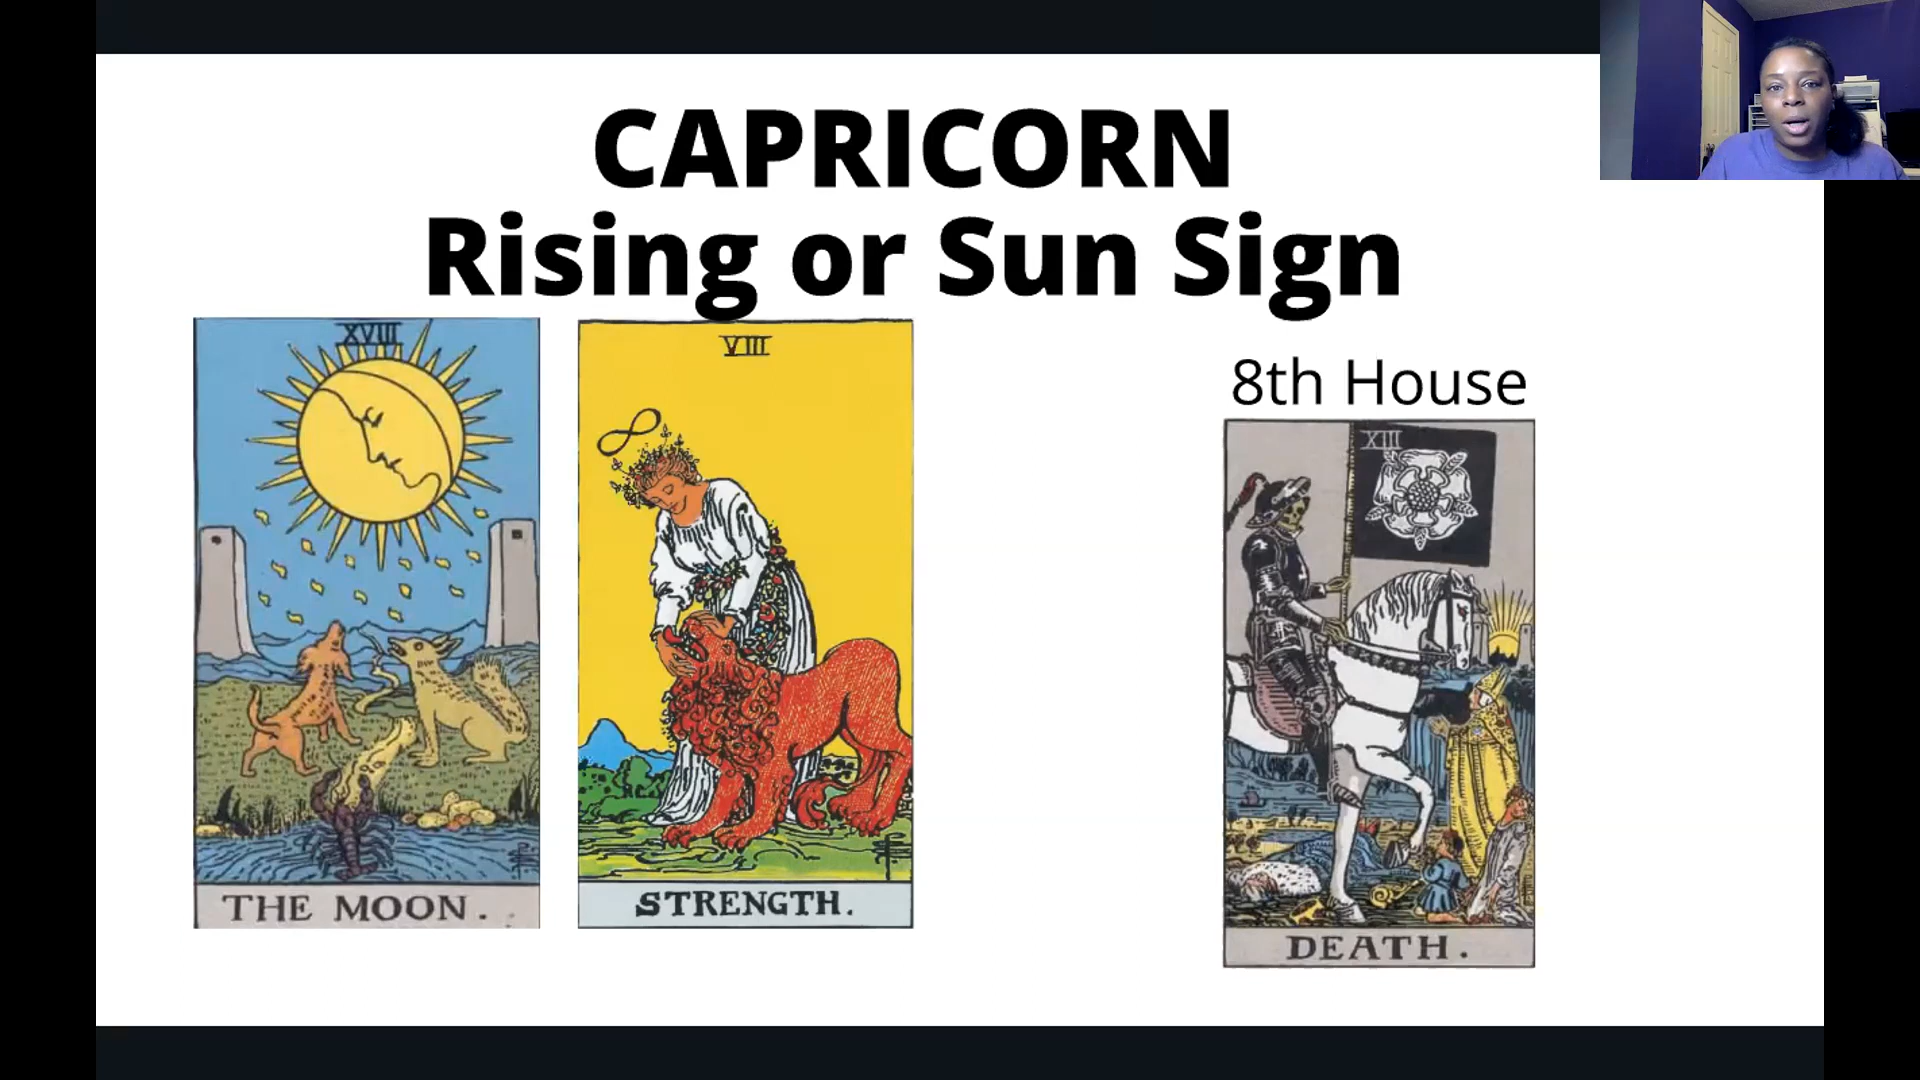 CAPRICORN
Rising or Sun Sign
XVIII
VIII
THE MOON.
STRENGTH.
8th House
XIII
DEATH.